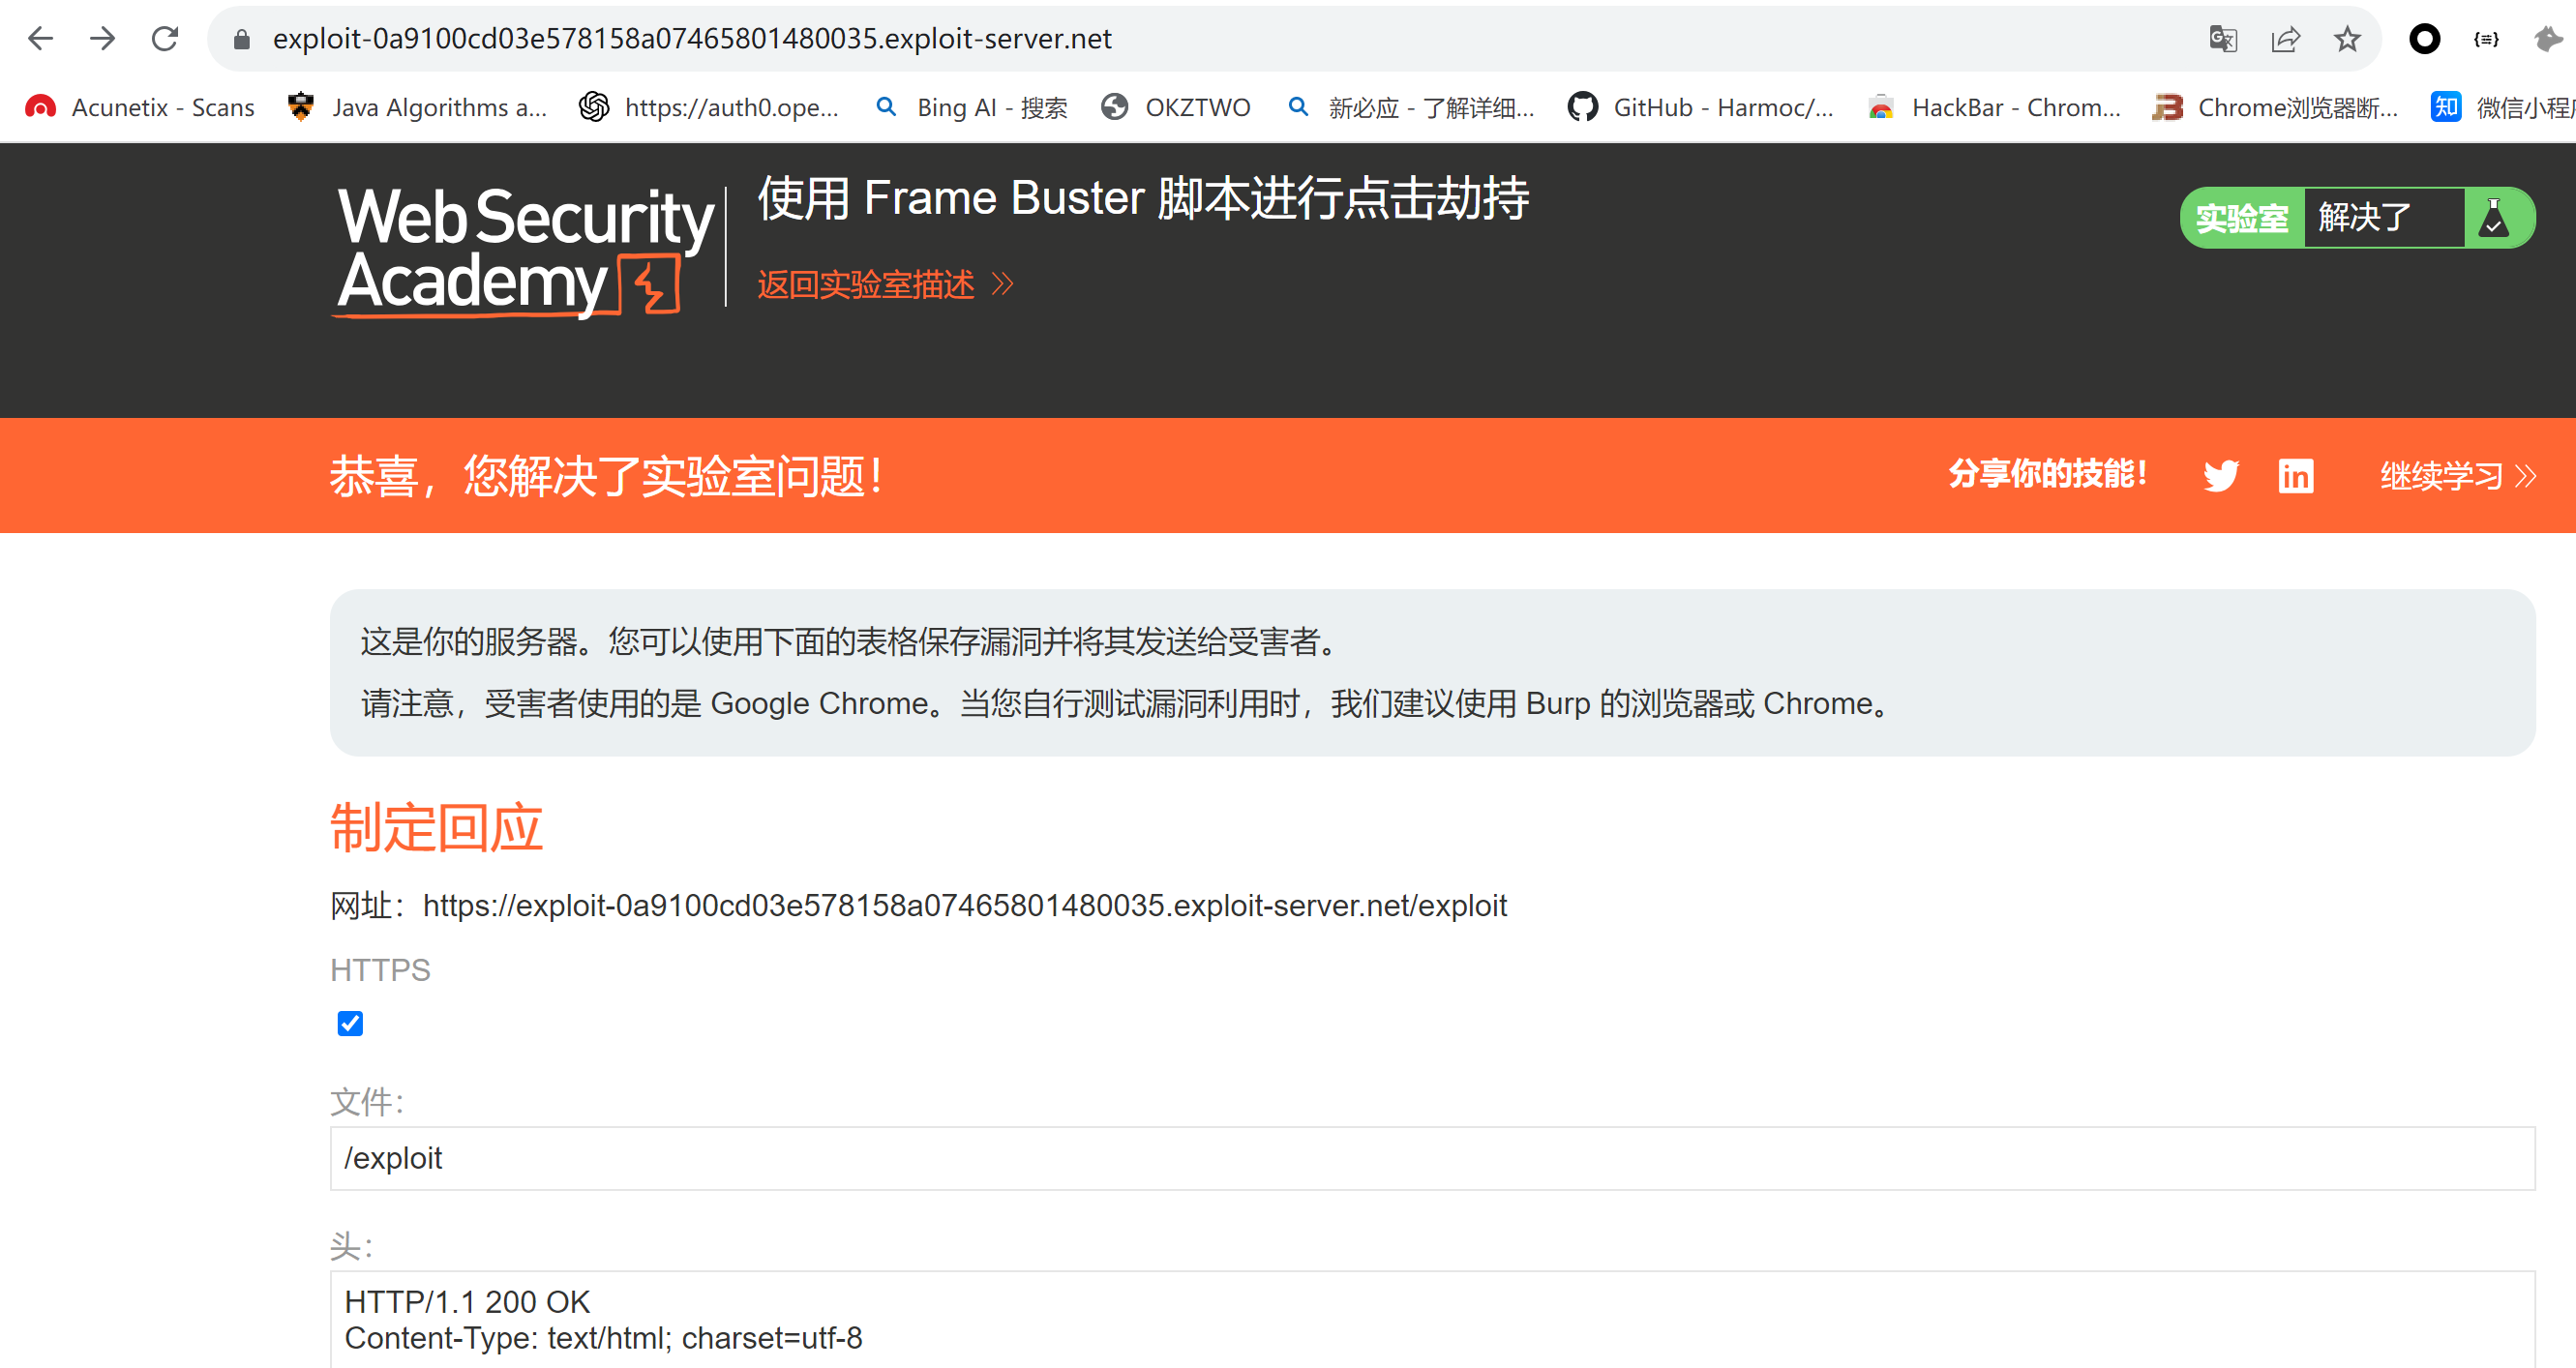 exploit-0a9100cd03e578158a07465801480035.exploit-server.net
Acunetix - Scans
Java Algorithms a...
https://auth0.ope...
Bing AI - 搜索
OKZTWO
新必应 - 了解详细...
GitHub - Harmoc/...
HackBar - Chrom...
Chrome浏览器断...
知 微信小程
Web Security
Academy
使用 Frame Buster 脚本进行点击劫持
返回实验室描述
实验室 解决了
恭喜，您解决了实验室问题！
分享你的技能！
in
继续学习
这是你的服务器。您可以使用下面的表格保存漏洞并将其发送给受害者。
请注意，受害者使用的是 Google Chrome。当您自行测试漏洞利用时，我们建议使用 Burp 的浏览器或 Chrome。
制定回应
网址：https://exploit-0a9100cd03e578158a07465801480035.exploit-server.net/exploit
HTTPS
文件：
/exploit
头：
HTTP/1.1 200 OK
Content-Type: text/html; charset=utf-8